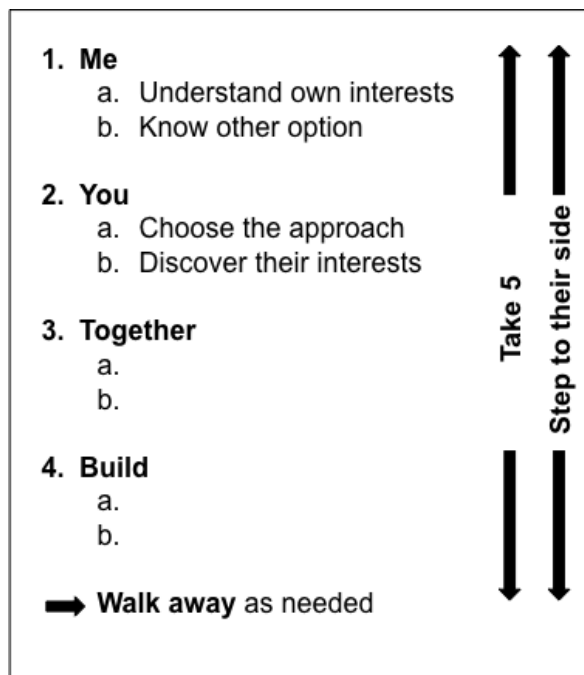 1. Me
a. Understand own interests
b. Know other option
2. You
a. Choose the approach
b. Discover their interests
3. Together
a.
b.
4. Build
a.
b.
Walk away as needed
Take 5
Step to their side